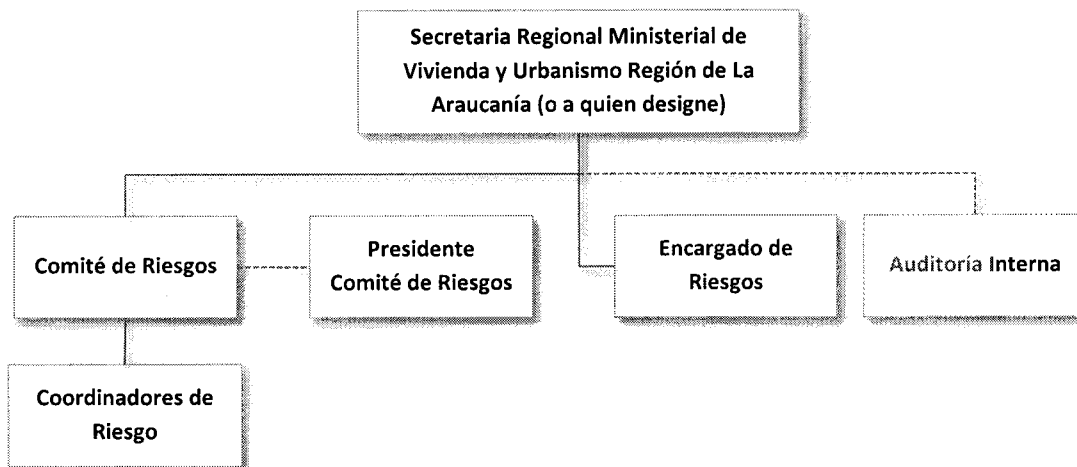 Secretaria Regional Ministerial de
Vivienda y Urbanismo Región de La
Araucanía (o a quien designe)
Comité de Riesgos
Presidente
Comité de Riesgos
Encargado de
Riesgos
Auditoría Interna
Coordinadores de
Riesgo